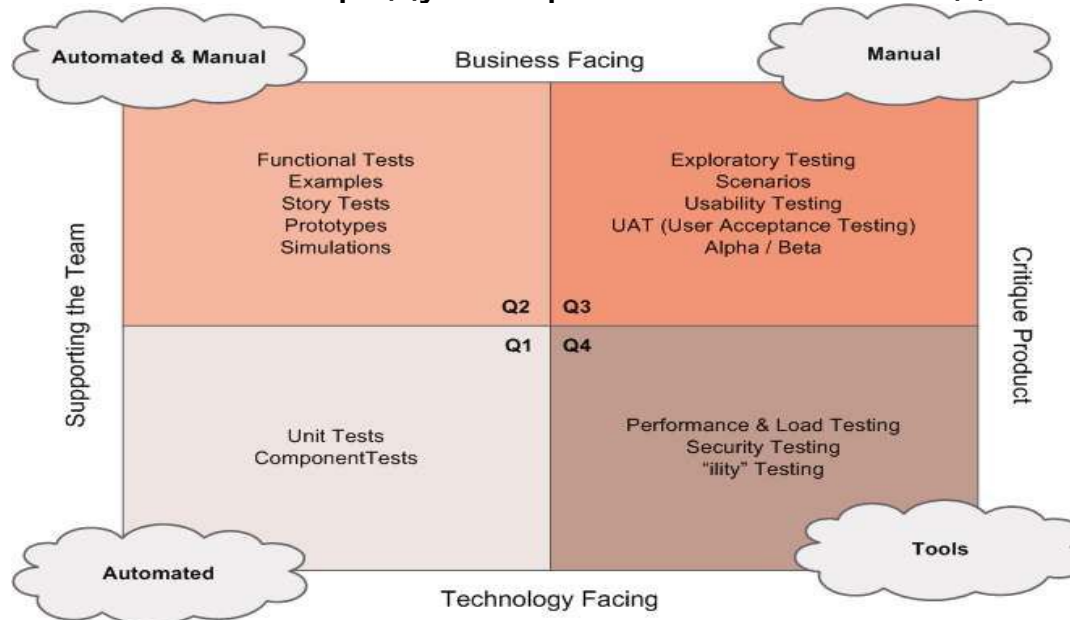 Automated & Manual
Business Facing
Manual
Functional Tests
Examples
Story Tests
Prototypes
Simulations
Exploratory Testing
Scenarios
Usability Testing
UAT (User Acceptance Testing)
Alpha / Beta
Supporting the Team
Critique Product
Q2
Q3
Q1
Q4
Unit Tests
ComponentTests
Performance & Load Testing
Security Testing
"ility" Testing
Automated
Technology Facing
Tools